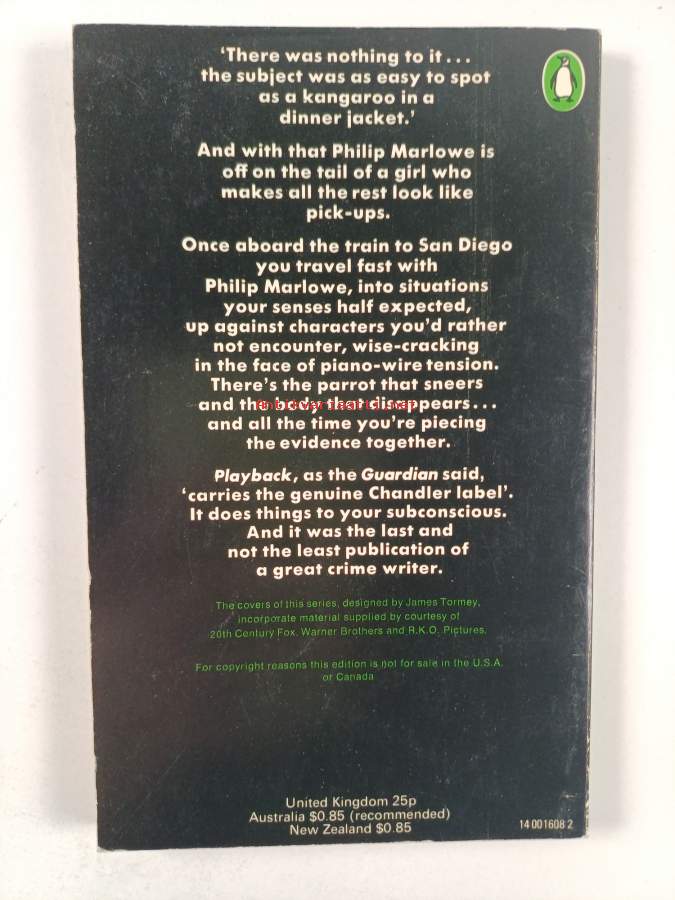 ‘There was nothing to it...
the subject was as easy to spot
as a kangaroo in a
dinner jacket.’
And with that Philip Marlowe is
off on the tail of a girl who
makes all the rest look like
pick-ups.
Once aboard the train to San Diego
you travel fast with
Philip Marlowe, into situations
your senses half expected,
up against characters you’d rather
not encounter, wise-cracking
in the face of piano-wire tension.
There’s the parrot that sneers
and the body that disappears...
and all the time you’re piecing
the evidence together.
Playback, as the Guardian said,
‘carries the genuine Chandler label’.
It does things to your subconscious.
And it was the last and
not the least publication of
a great crime writer.
The covers of this series, designed by James Tormey,
incorporate material supplied by courtesy of
20th Century Fox, Warner Brothers and R.K.O. Pictures.
For copyright reasons this edition is not for sale in the U.S.A.
or Canada
United Kingdom 25p
Australia $0.85 (recommended)
New Zealand $0.85
14 001608 2